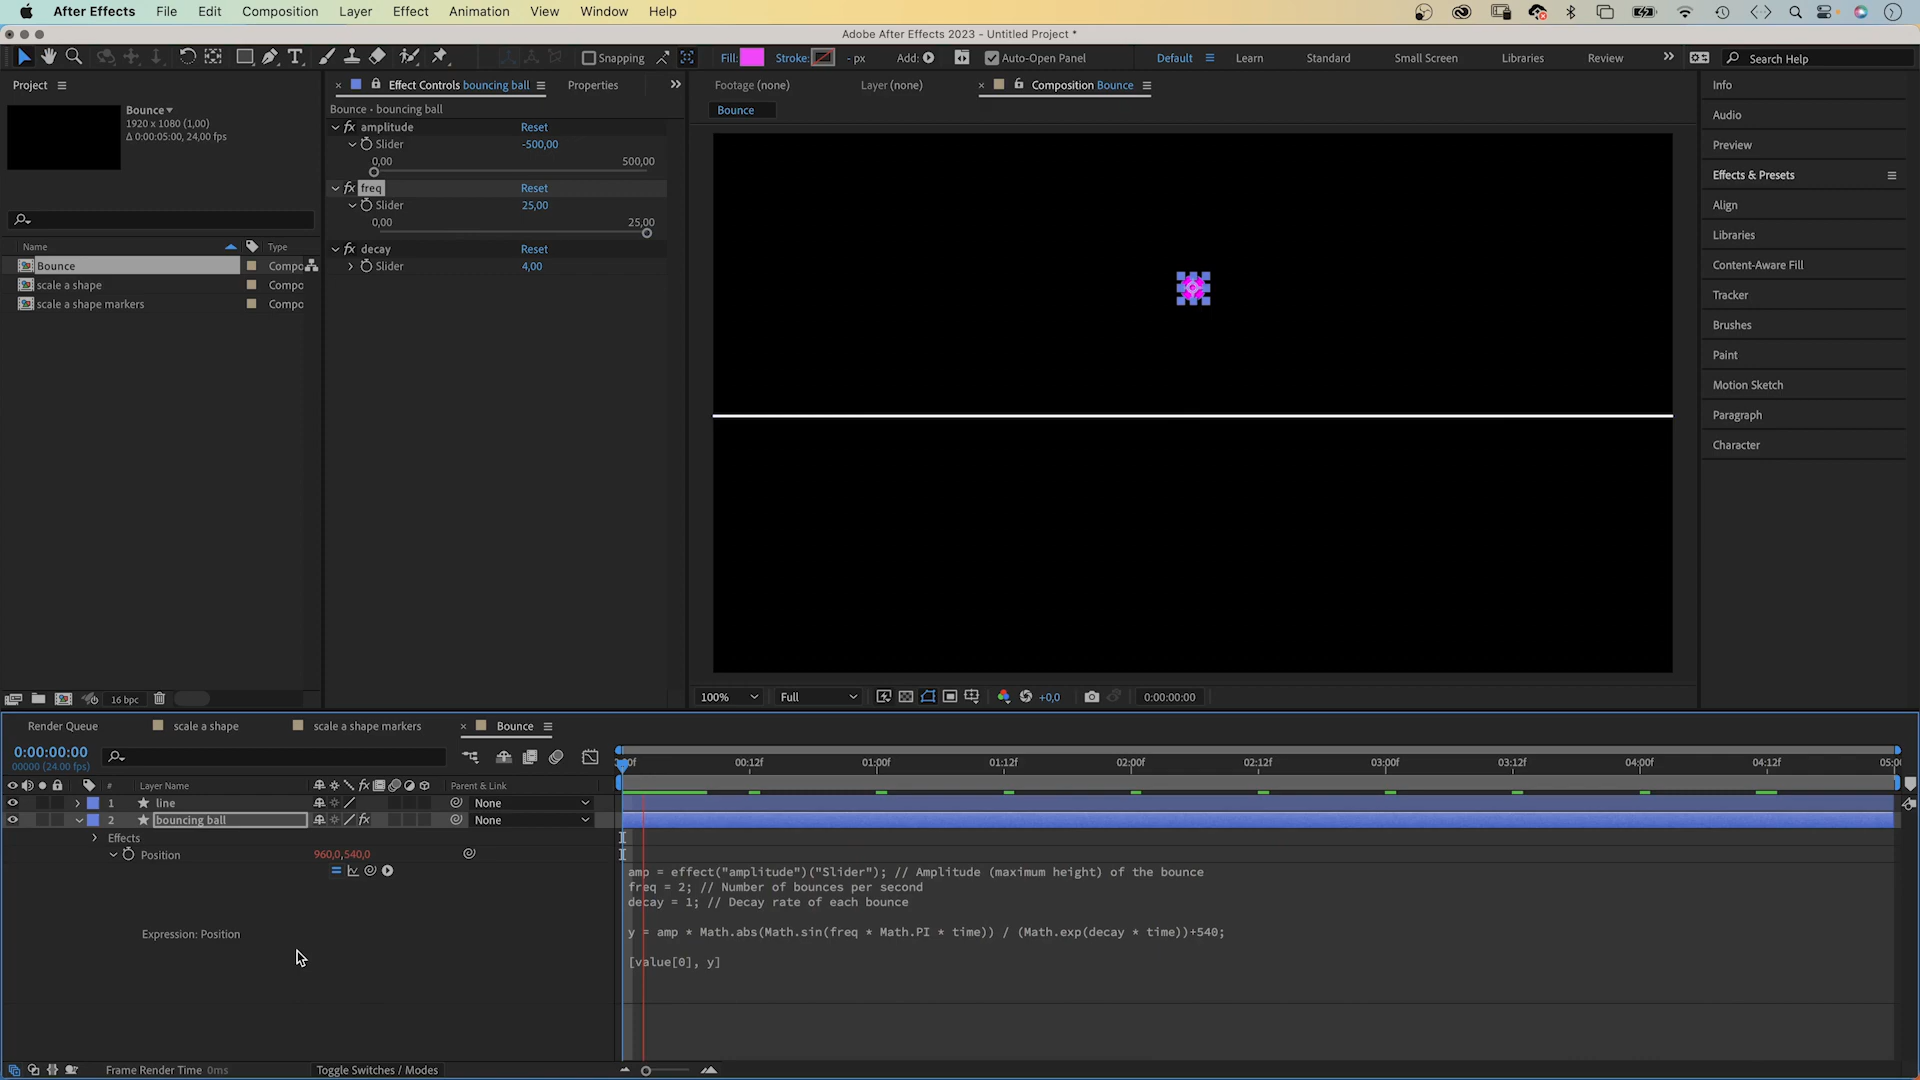 After Effects File Edit Composition Layer Effect Animation View Window Help
Adobe After Effects 2023 - Untitled Project *
Snapping Fill: Stroke: - px Add: Auto-Open Panel Default Learn Standard Small Screen Libraries Review Search Help
Project
Bounce
1920 x 1080 (1,00)
Δ 0:00:05:00, 24,00 fps
Name Type
Bounce Compo
scale a shape Compo
scale a shape markers Compo
16 bpc
Effect Controls bouncing ball Properties
Bounce • bouncing ball
fx amplitude Reset
Slider -500,00
0,00 500,00
fx freq Reset
Slider 25,00
0,00 25,00
fx decay Reset
Slider 4,00
Footage (none) Layer (none) Composition Bounce
Bounce
100% Full +0,0 0:00:00:00
Info
Audio
Preview
Effects & Presets
Align
Libraries
Content-Aware Fill
Tracker
Brushes
Paint
Motion Sketch
Paragraph
Character
Render Queue scale a shape scale a shape markers Bounce
0:00:00:00
00000 (24.00 fps)
00:12f 01:00f 01:12f 02:00f 02:12f 03:00f 03:12f 04:00f 04:12f 05:0
# Layer Name fx Parent & Link
1 line None
2 bouncing ball fx None
Effects
Position 960,0,540,0
Expression: Position
amp = effect("amplitude")("Slider"); // Amplitude (maximum height) of the bounce
freq = 2; // Number of bounces per second
decay = 1; // Decay rate of each bounce
y = amp * Math.abs(Math.sin(freq * Math.PI * time)) / (Math.exp(decay * time))+540;
[value[0], y]
Frame Render Time 0ms Toggle Switches / Modes